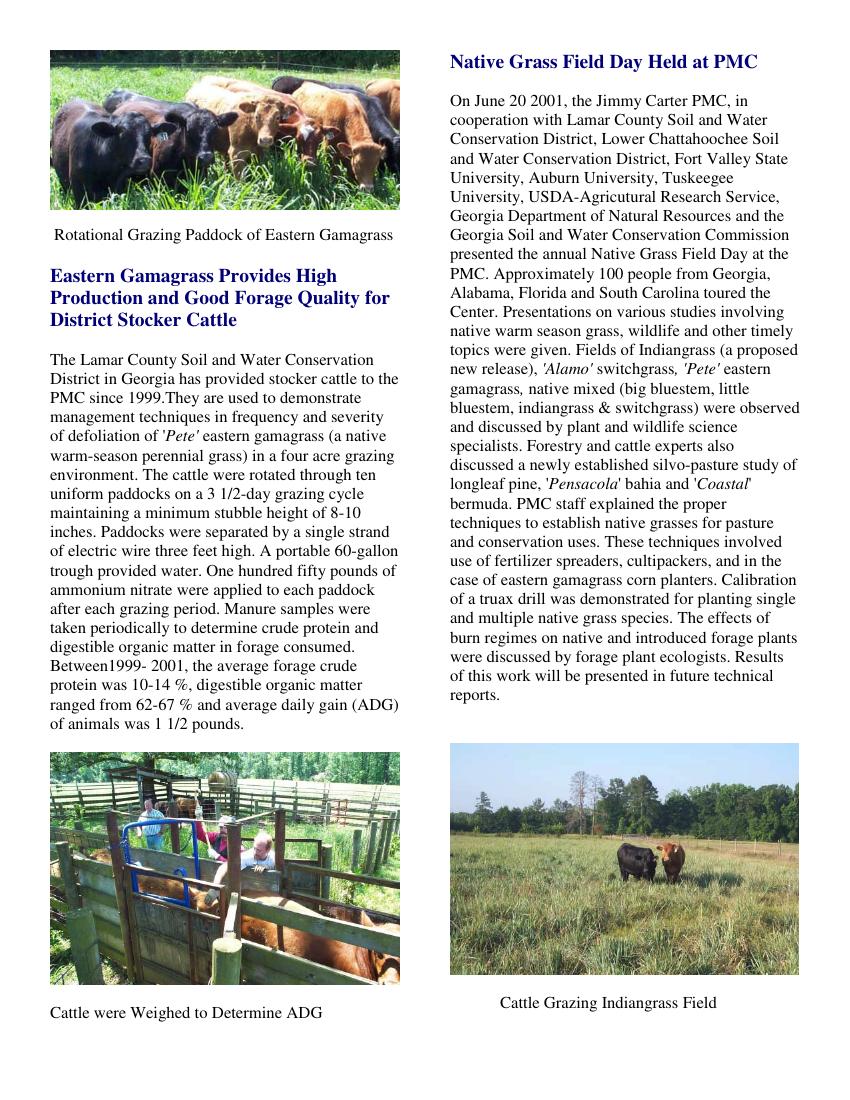 Rotational Grazing Paddock of Eastern Gamagrass
Eastern Gamagrass Provides High
Production and Good Forage Quality for
District Stocker Cattle
The Lamar County Soil and Water Conservation
District in Georgia has provided stocker cattle to the
PMC since 1999.They are used to demonstrate
management techniques in frequency and severity
of defoliation of 'Pete' eastern gamagrass (a native
warm-season perennial grass) in a four acre grazing
environment. The cattle were rotated through ten
uniform paddocks on a 3 1/2-day grazing cycle
maintaining a minimum stubble height of 8-10
inches. Paddocks were separated by a single strand
of electric wire three feet high. A portable 60-gallon
trough provided water. One hundred fifty pounds of
ammonium nitrate were applied to each paddock
after each grazing period. Manure samples were
taken periodically to determine crude protein and
digestible organic matter in forage consumed.
Between1999- 2001, the average forage crude
protein was 10-14 %, digestible organic matter
ranged from 62-67 % and average daily gain (ADG)
of animals was 1 1/2 pounds.
Cattle were Weighed to Determine ADG
Native Grass Field Day Held at PMC
On June 20 2001, the Jimmy Carter PMC, in
cooperation with Lamar County Soil and Water
Conservation District, Lower Chattahoochee Soil
and Water Conservation District, Fort Valley State
University, Auburn University, Tuskegee
University, USDA-Agricutural Research Service,
Georgia Department of Natural Resources and the
Georgia Soil and Water Conservation Commission
presented the annual Native Grass Field Day at the
PMC. Approximately 100 people from Georgia,
Alabama, Florida and South Carolina toured the
Center. Presentations on various studies involving
native warm season grass, wildlife and other timely
topics were given. Fields of Indiangrass (a proposed
new release), 'Alamo' switchgrass, 'Pete' eastern
gamagrass, native mixed (big bluestem, little
bluestem, indiangrass & switchgrass) were observed
and discussed by plant and wildlife science
specialists. Forestry and cattle experts also
discussed a newly established silvo-pasture study of
longleaf pine, 'Pensacola' bahia and 'Coastal'
bermuda. PMC staff explained the proper
techniques to establish native grasses for pasture
and conservation uses. These techniques involved
use of fertilizer spreaders, cultipackers, and in the
case of eastern gamagrass corn planters. Calibration
of a truax drill was demonstrated for planting single
and multiple native grass species. The effects of
burn regimes on native and introduced forage plants
were discussed by forage plant ecologists. Results
of this work will be presented in future technical
reports.
Cattle Grazing Indiangrass Field